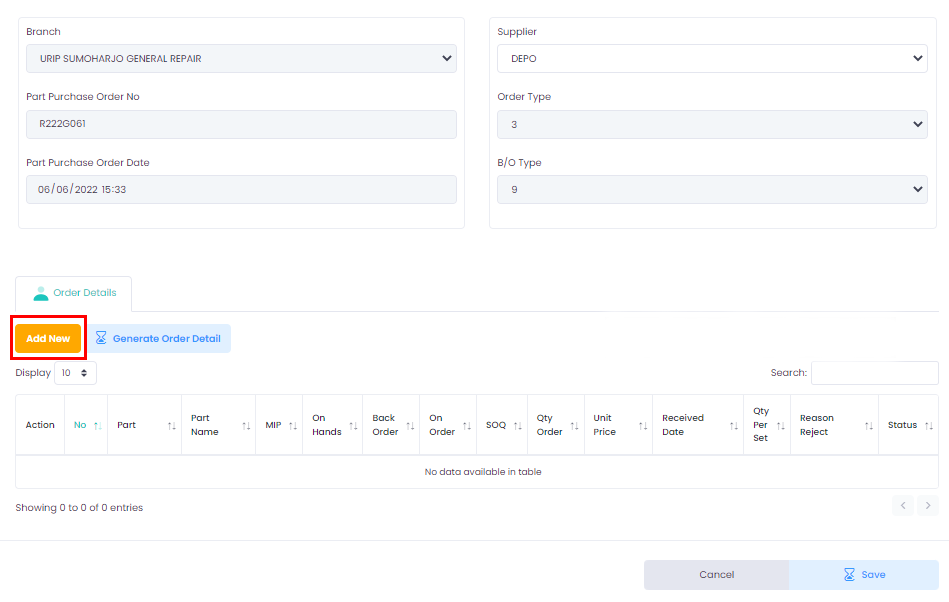 Branch
URIP SUMOHARJO GENERAL REPAIR
Part Purchase Order No
R222G061
Part Purchase Order Date
06/06/2022 15:33
Supplier
DEPO
Order Type
3
B/O Type
9
Order Details
Add New
Generate Order Detail
Display 10
Search:
Action
No
Part
Part
Name
MIP
On
Hands
Back
Order
On
Order
SOQ
Qty
Order
Unit
Price
Received
Date
Qty
Per
Set
Reason
Reject
Status
No data available in table
Showing 0 to 0 of 0 entries
Cancel
Save